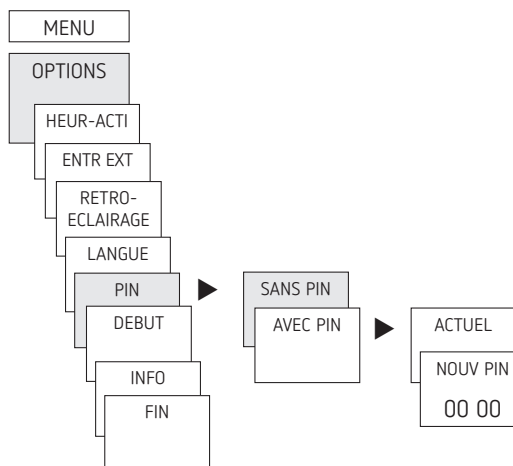 MENU
OPTIONS
HEUR-ACTI
ENTR EXT
RETRO-
ECLAIRAGE
LANGUE
PIN
DEBUT
INFO
FIN
SANS PIN
AVEC PIN
ACTUEL
NOUV PIN
00 00